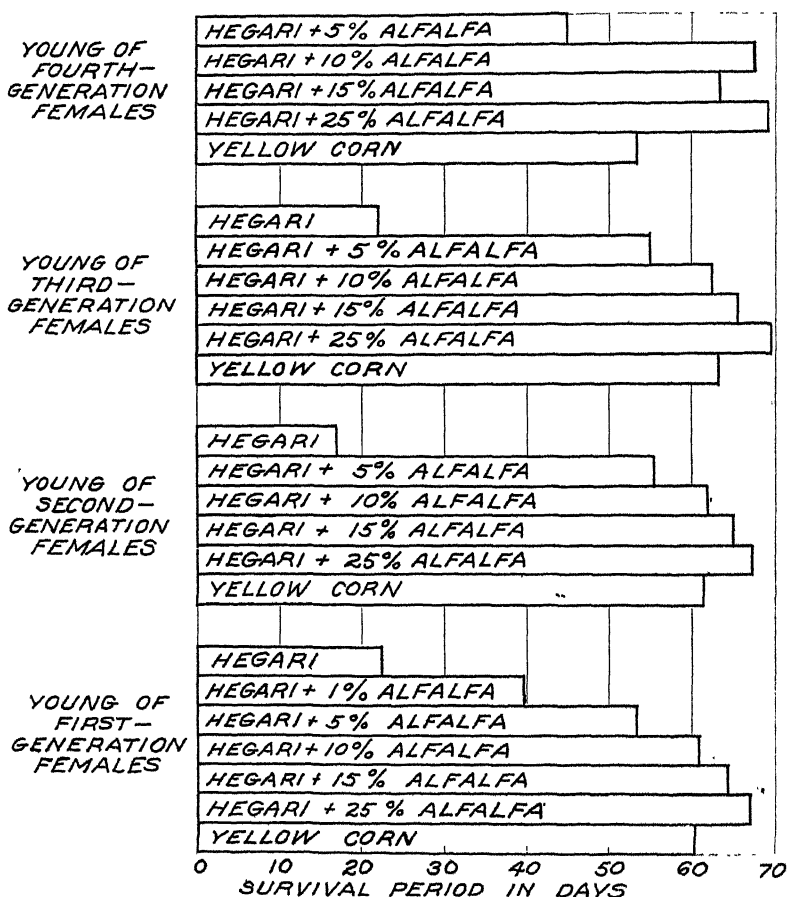 YOUNG OF
FOURTH-
GENERATION
FEMALES
HEGARI + 5% ALFALFA
HEGARI + 10% ALFALFA
HEGARI + 15% ALFALFA
HEGARI + 25% ALFALFA
YELLOW CORN
YOUNG OF
THIRD-
GENERATION
FEMALES
HEGARI
HEGARI + 5% ALFALFA
HEGARI + 10% ALFALFA
HEGARI + 15% ALFALFA
HEGARI + 25% ALFALFA
YELLOW CORN
YOUNG OF
SECOND-
GENERATION
FEMALES
HEGARI
HEGARI + 5% ALFALFA
HEGARI + 10% ALFALFA
HEGARI + 15% ALFALFA
HEGARI + 25% ALFALFA
YELLOW CORN
YOUNG OF
FIRST-
GENERATION
FEMALES
HEGARI
HEGARI + 1% ALFALFA
HEGARI + 5% ALFALFA
HEGARI + 10% ALFALFA
HEGARI + 15% ALFALFA
HEGARI + 25% ALFALFA
YELLOW CORN
0 10 20 30 40 50 60 70
SURVIVAL PERIOD IN DAYS